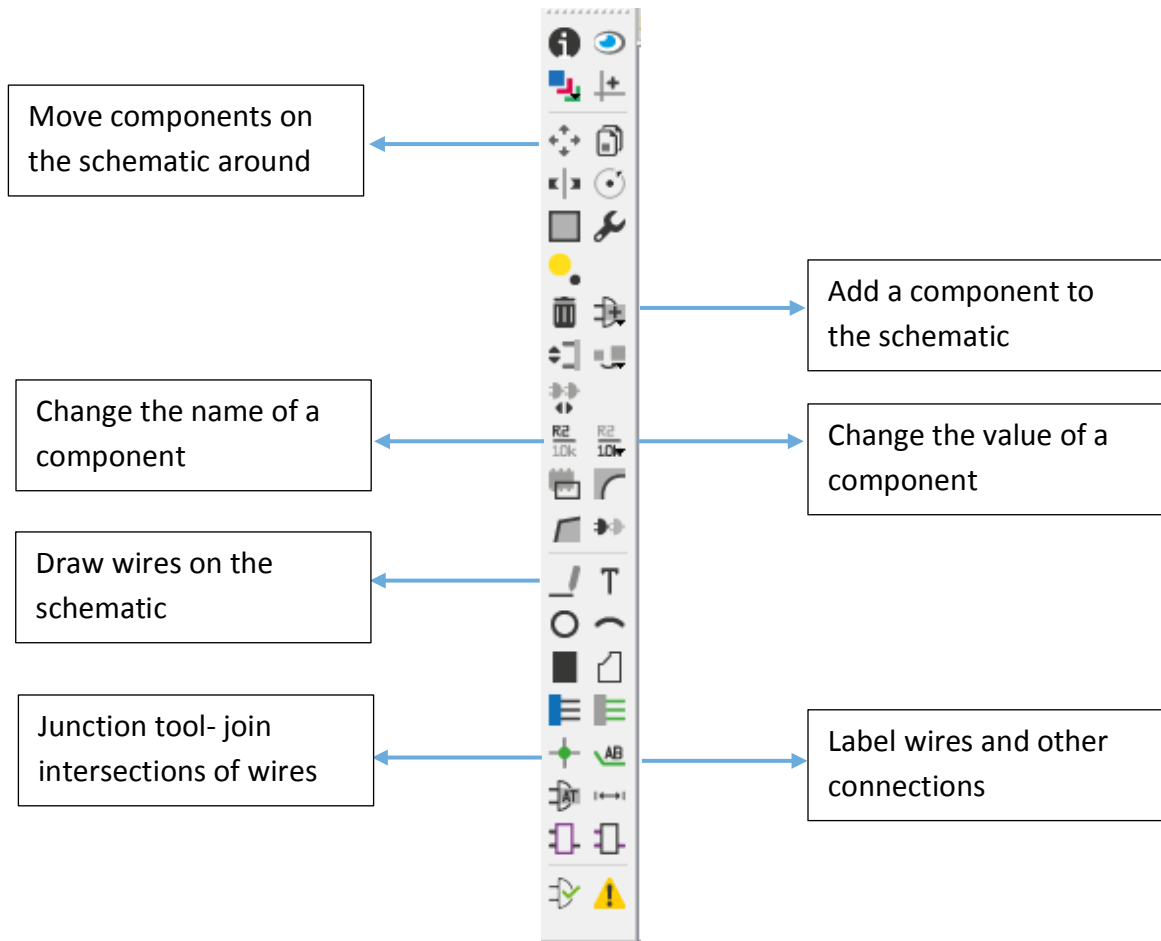 Move components on
the schematic around
Add a component to
the schematic
Change the name of a
component
R2
10k
R2
10k
Change the value of a
component
Draw wires on the
schematic
T
Junction tool- join
intersections of wires
AB
Label wires and other
connections
AT